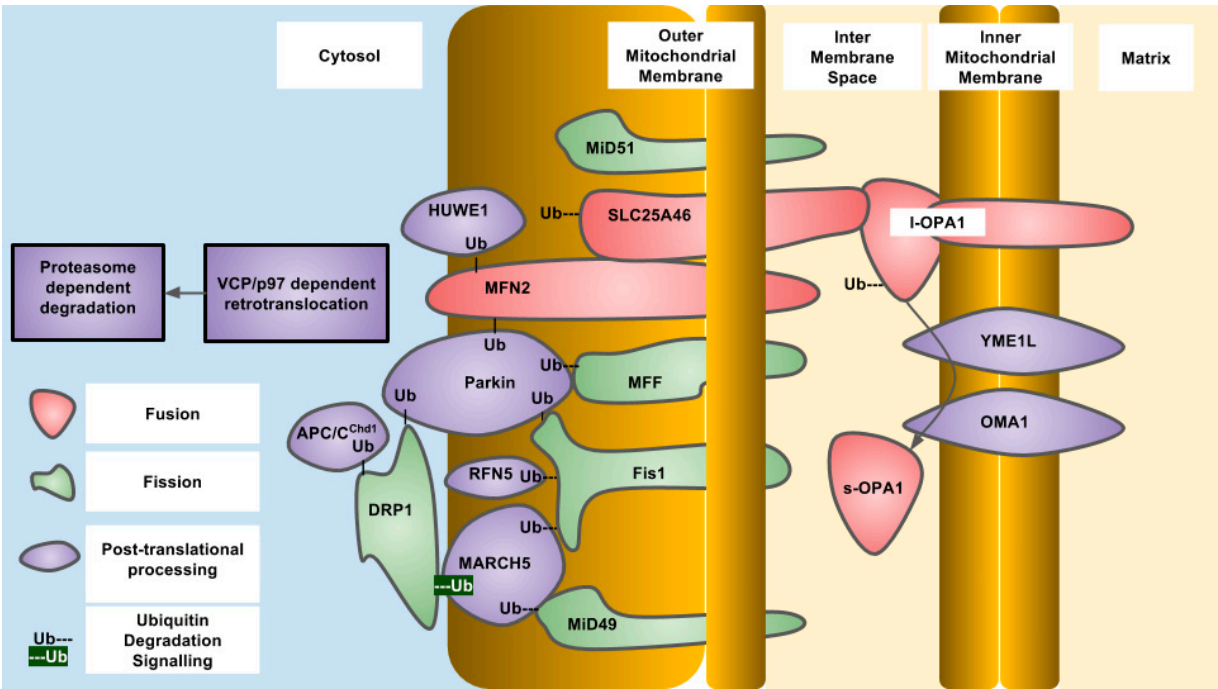 Cytosol
Outer
Mitochondrial
Membrane
Inter
Membrane
Space
Inner
Mitochondrial
Membrane
Matrix
MiD51
HUWE1
Ub
Ub---
SLC25A46
l-OPA1
Ub---
Proteasome
dependent
degradation
VCP/p97 dependent
retrotranslocation
MFN2
Ub
Parkin
Ub---
MFF
Ub
Ub
YME1L
OMA1
Fusion
APC/C^Chd1
Ub
Fission
DRP1
RFN5
Ub---
Fis1
s-OPA1
Ub---
Post-translational
processing
MARCH5
---Ub
Ub---
MiD49
Ub---
---Ub
Ubiquitin
Degradation
Signalling